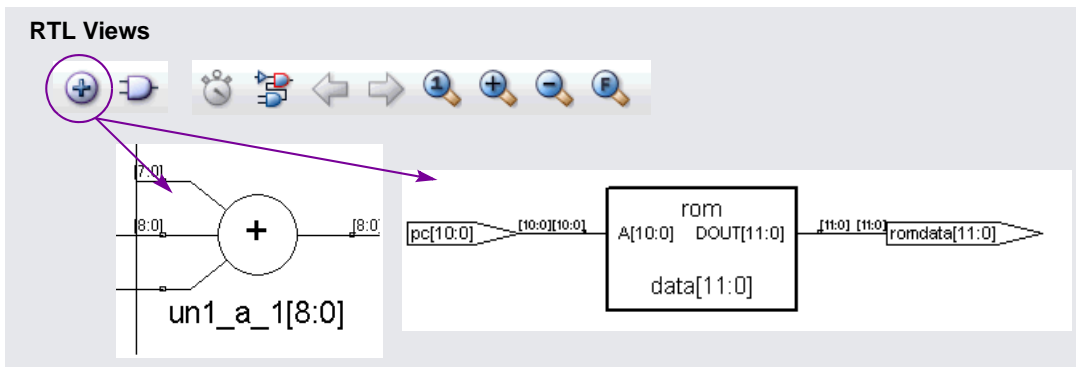 RTL Views
1 F
[7:0]
[8:0] + [8:0
un1_a_1[8:0]
pc[10:0] [10:0][10:0] rom [11:0] [11:0] romdata[11:0]
A[10:0] DOUT[11:0]
data[11:0]